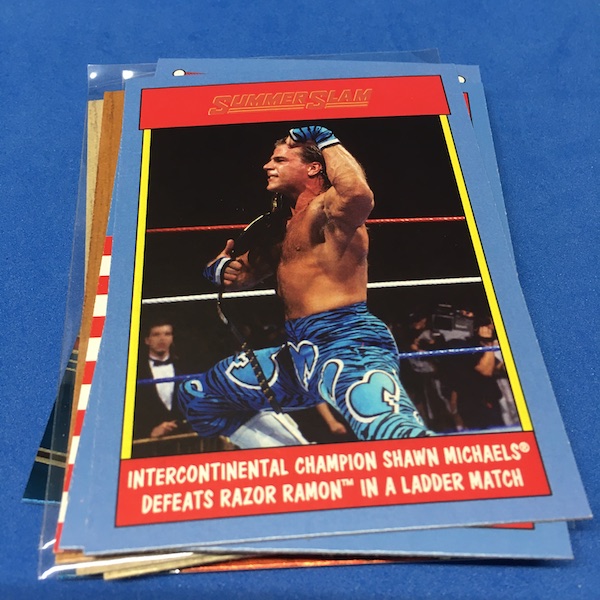 SUMMERSLAM
INTERCONTINENTAL CHAMPION SHAWN MICHAELS®
DEFEATS RAZOR RAMON™ IN A LADDER MATCH